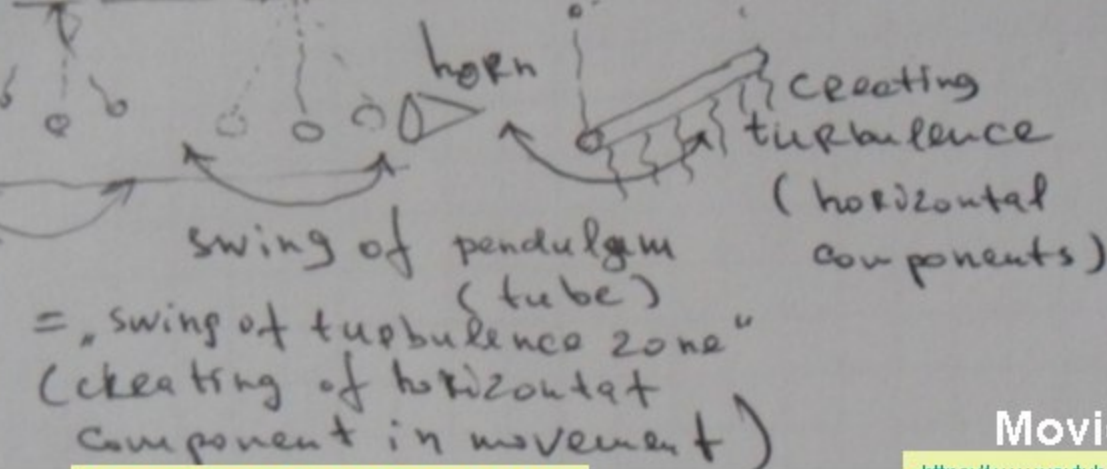 horn
creating
turbulence
(horizontal
components)
swing of pendulum
(tube)
= „swing of turbulence zone"
(creating of horizontal
component in movement)
Movi